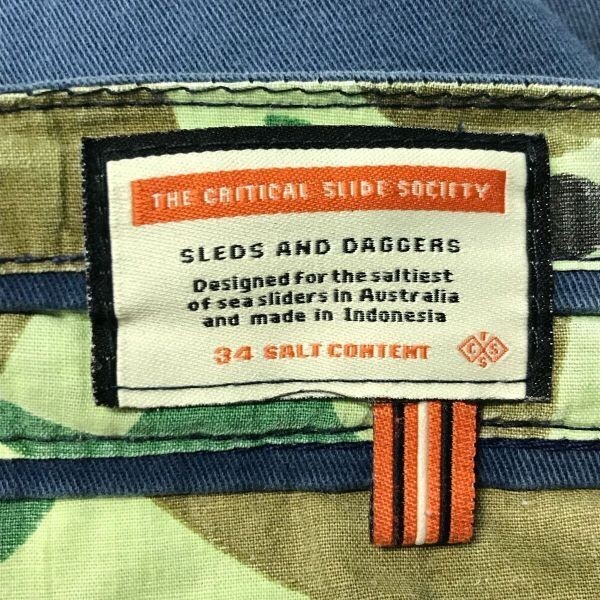 THE CRITICAL SLIDE SOCIETY
SLEDS AND DAGGERS
Designed for the saltiest
of sea sliders in Australia
and made in Indonesia
34 SALT CONTENT
T
C S
S